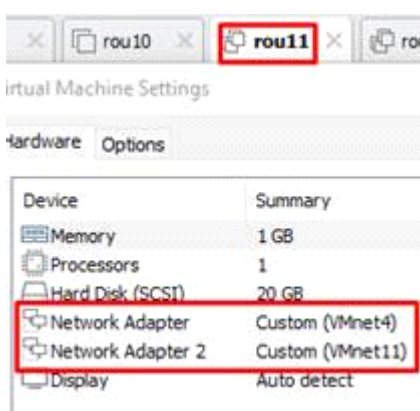 rou10 rou11 rou
irtual Machine Settings
Hardware Options
Device Summary
Memory 1 GB
Processors 1
Hard Disk (SCSI) 20 GB
Network Adapter Custom (VMnet4)
Network Adapter 2 Custom (VMnet11)
Display Auto detect